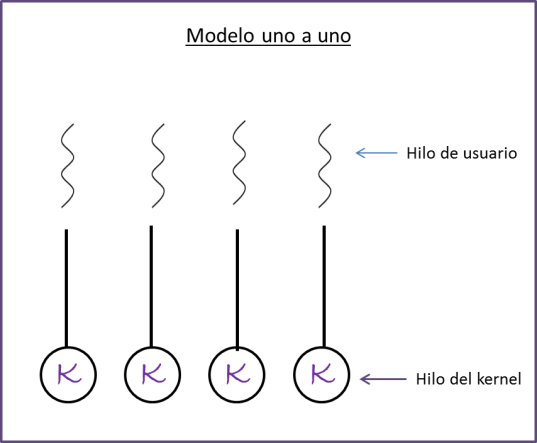 Modelo uno a uno
Hilo de usuario
K K K K
Hilo del kernel